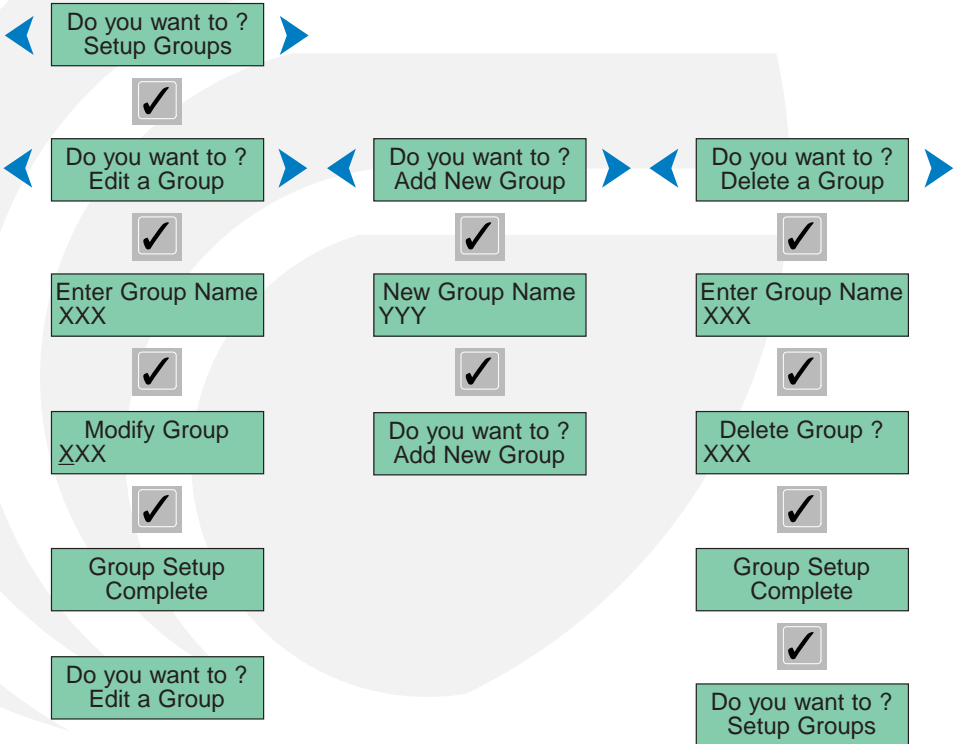 Do you want to ?
Setup Groups
Do you want to ?
Edit a Group
Do you want to ?
Add New Group
Do you want to ?
Delete a Group
Enter Group Name
XXX
New Group Name
YYY
Enter Group Name
XXX
Modify Group
XXX
Do you want to ?
Add New Group
Delete Group ?
XXX
Group Setup
Complete
Group Setup
Complete
Do you want to ?
Edit a Group
Do you want to ?
Setup Groups